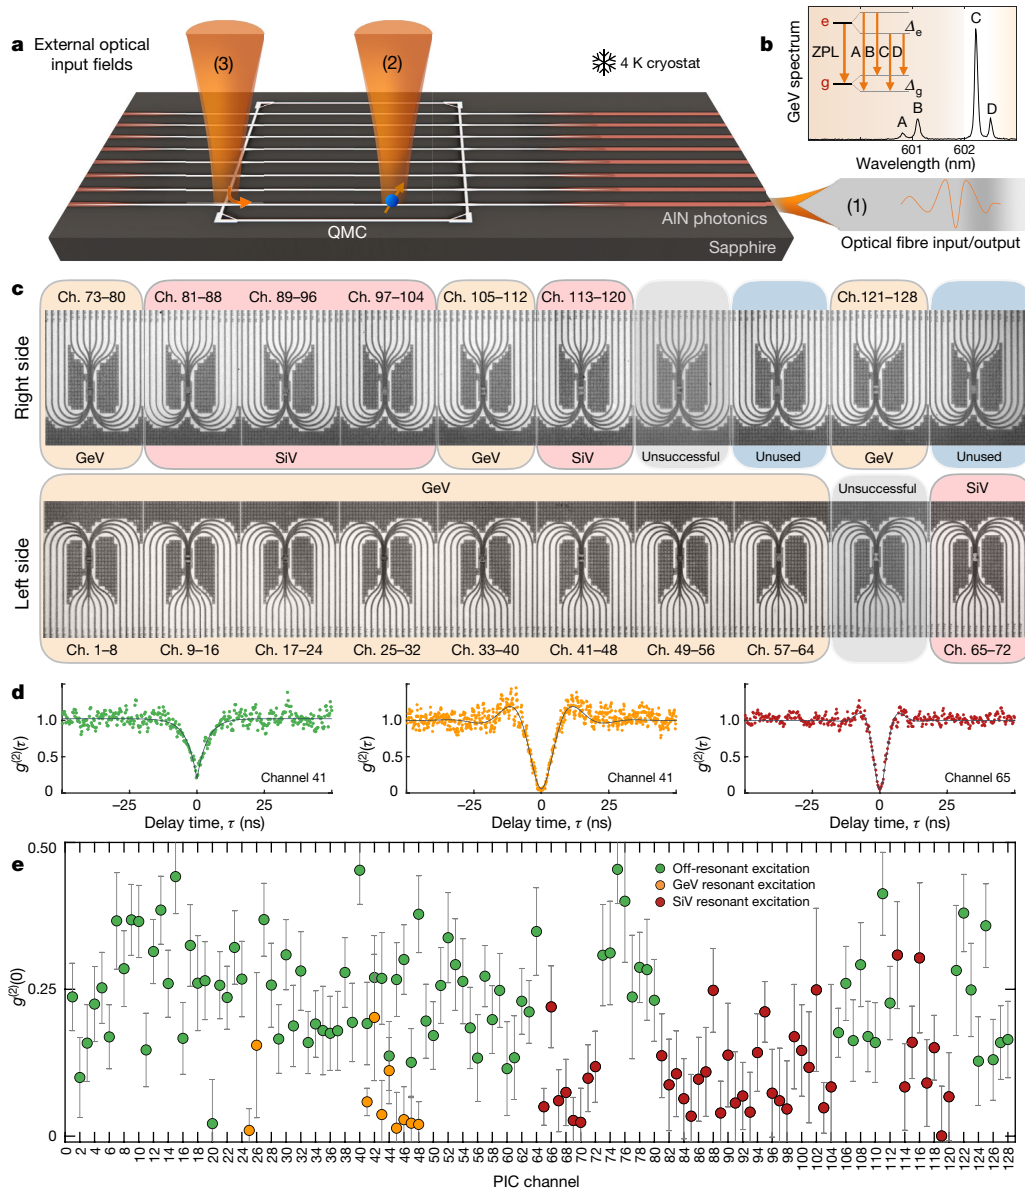 a
External optical
input fields
(3)
(2)
4 K cryostat
QMC
AlN photonics
Sapphire
(1)
Optical fibre input/output
b
GeV spectrum
e
g
ZPL
A B C D
Δe
Δg
A
B
C
D
601
602
Wavelength (nm)
c
Right side
Ch. 73–80
Ch. 81–88
Ch. 89–96
Ch. 97–104
Ch. 105–112
Ch. 113–120
Ch.121–128
GeV
SiV
GeV
SiV
Unsuccessful
Unused
GeV
Unused
Left side
GeV
Unsuccessful
SiV
Ch. 1–8
Ch. 9–16
Ch. 17–24
Ch. 25–32
Ch. 33–40
Ch. 41–48
Ch. 49–56
Ch. 57–64
Ch. 65–72
d
g(2)(τ)
1.0
0.5
0
Channel 41
−25
0
25
Delay time, τ (ns)
g(2)(τ)
1.0
0.5
0
Channel 41
−25
0
25
Delay time, τ (ns)
g(2)(τ)
1.0
0.5
0
Channel 65
−25
0
25
Delay time, τ (ns)
e
g(2)(0)
0.50
0.25
0
Off-resonant excitation
GeV resonant excitation
SiV resonant excitation
0 2 4 6 8 10 12 14 16 18 20 22 24 26 28 30 32 34 36 38 40 42 44 46 48 50 52 54 56 58 60 62 64 66 68 70 72 74 76 78 80 82 84 86 88 90 92 94 96 98 100 102 104 106 108 110 112 114 116 118 120 122 124 126 128
PIC channel